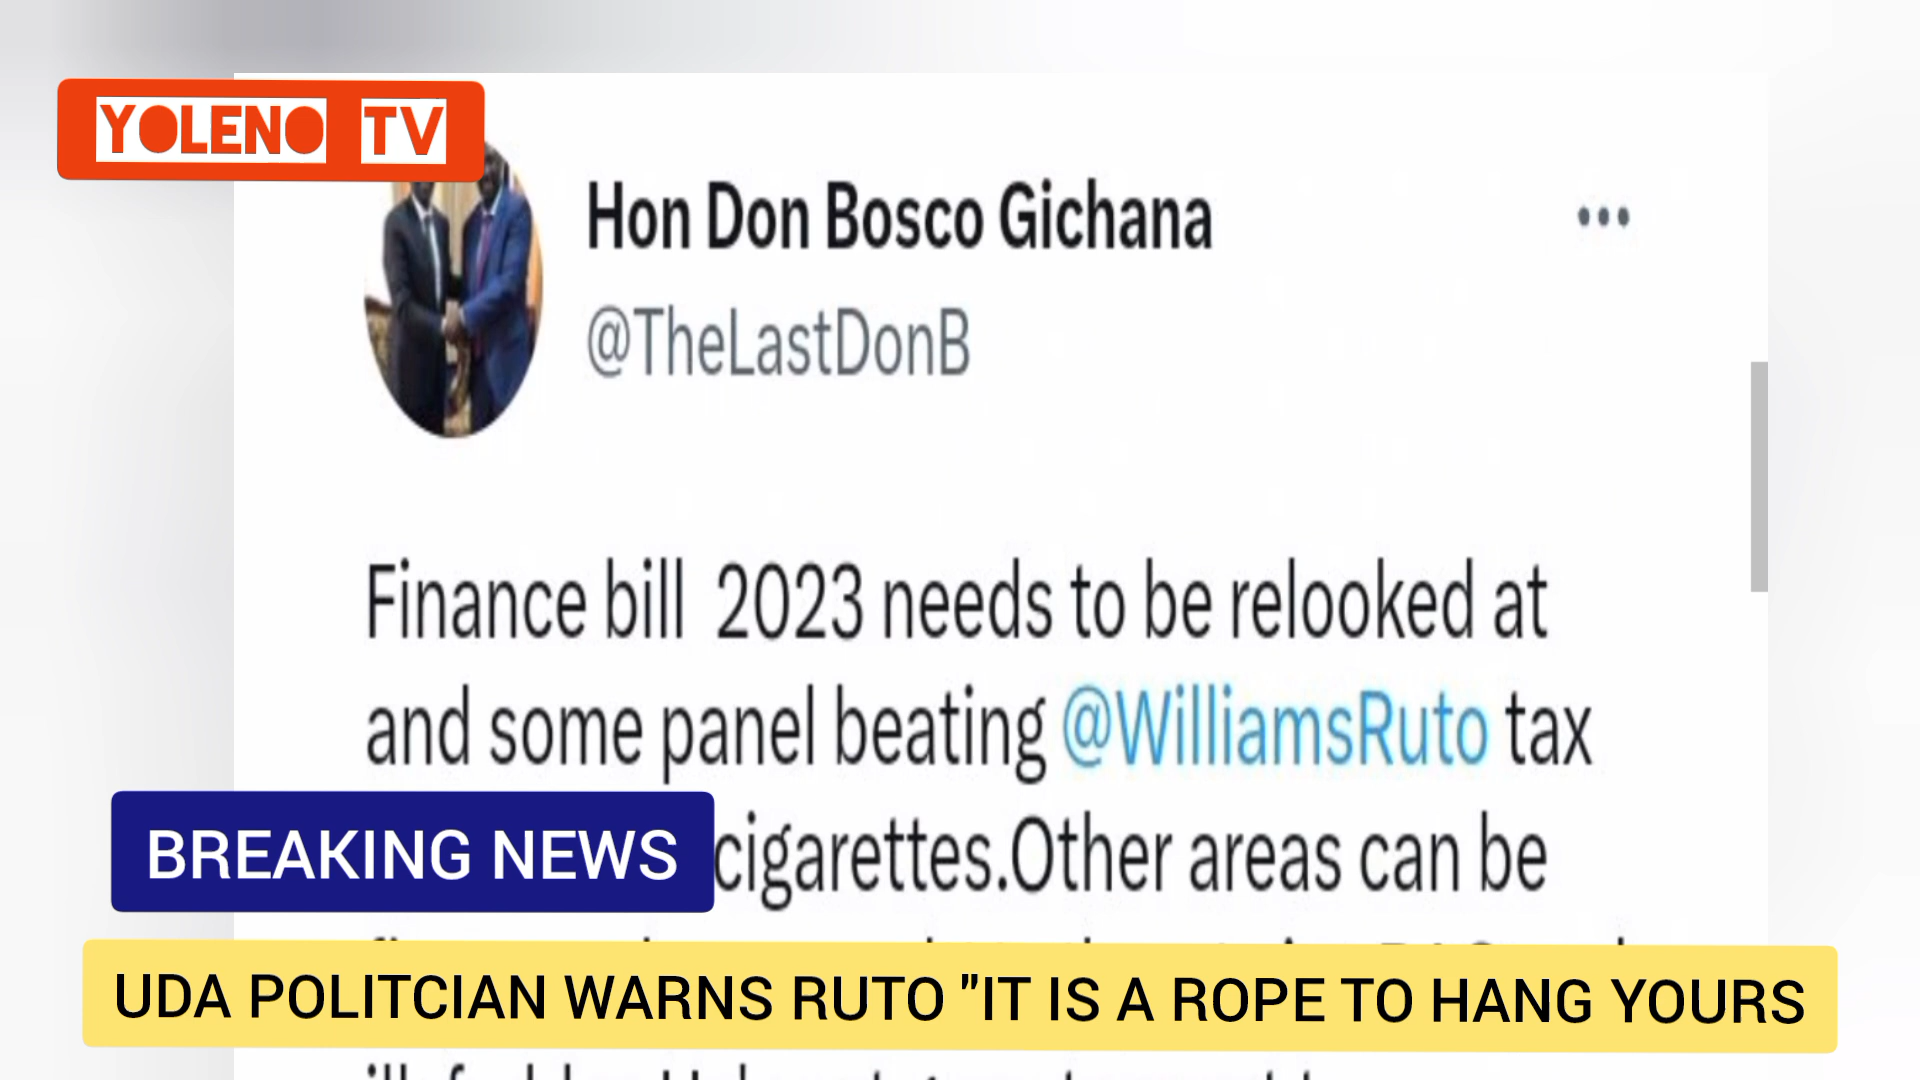 YOLENO TV
Hon Don Bosco Gichana
@TheLastDonB
Finance bill 2023 needs to be relooked at
and some panel beating @WilliamsRuto tax
cigarettes.Other areas can be
BREAKING NEWS
UDA POLITCIAN WARNS RUTO "IT IS A ROPE TO HANG YOURS